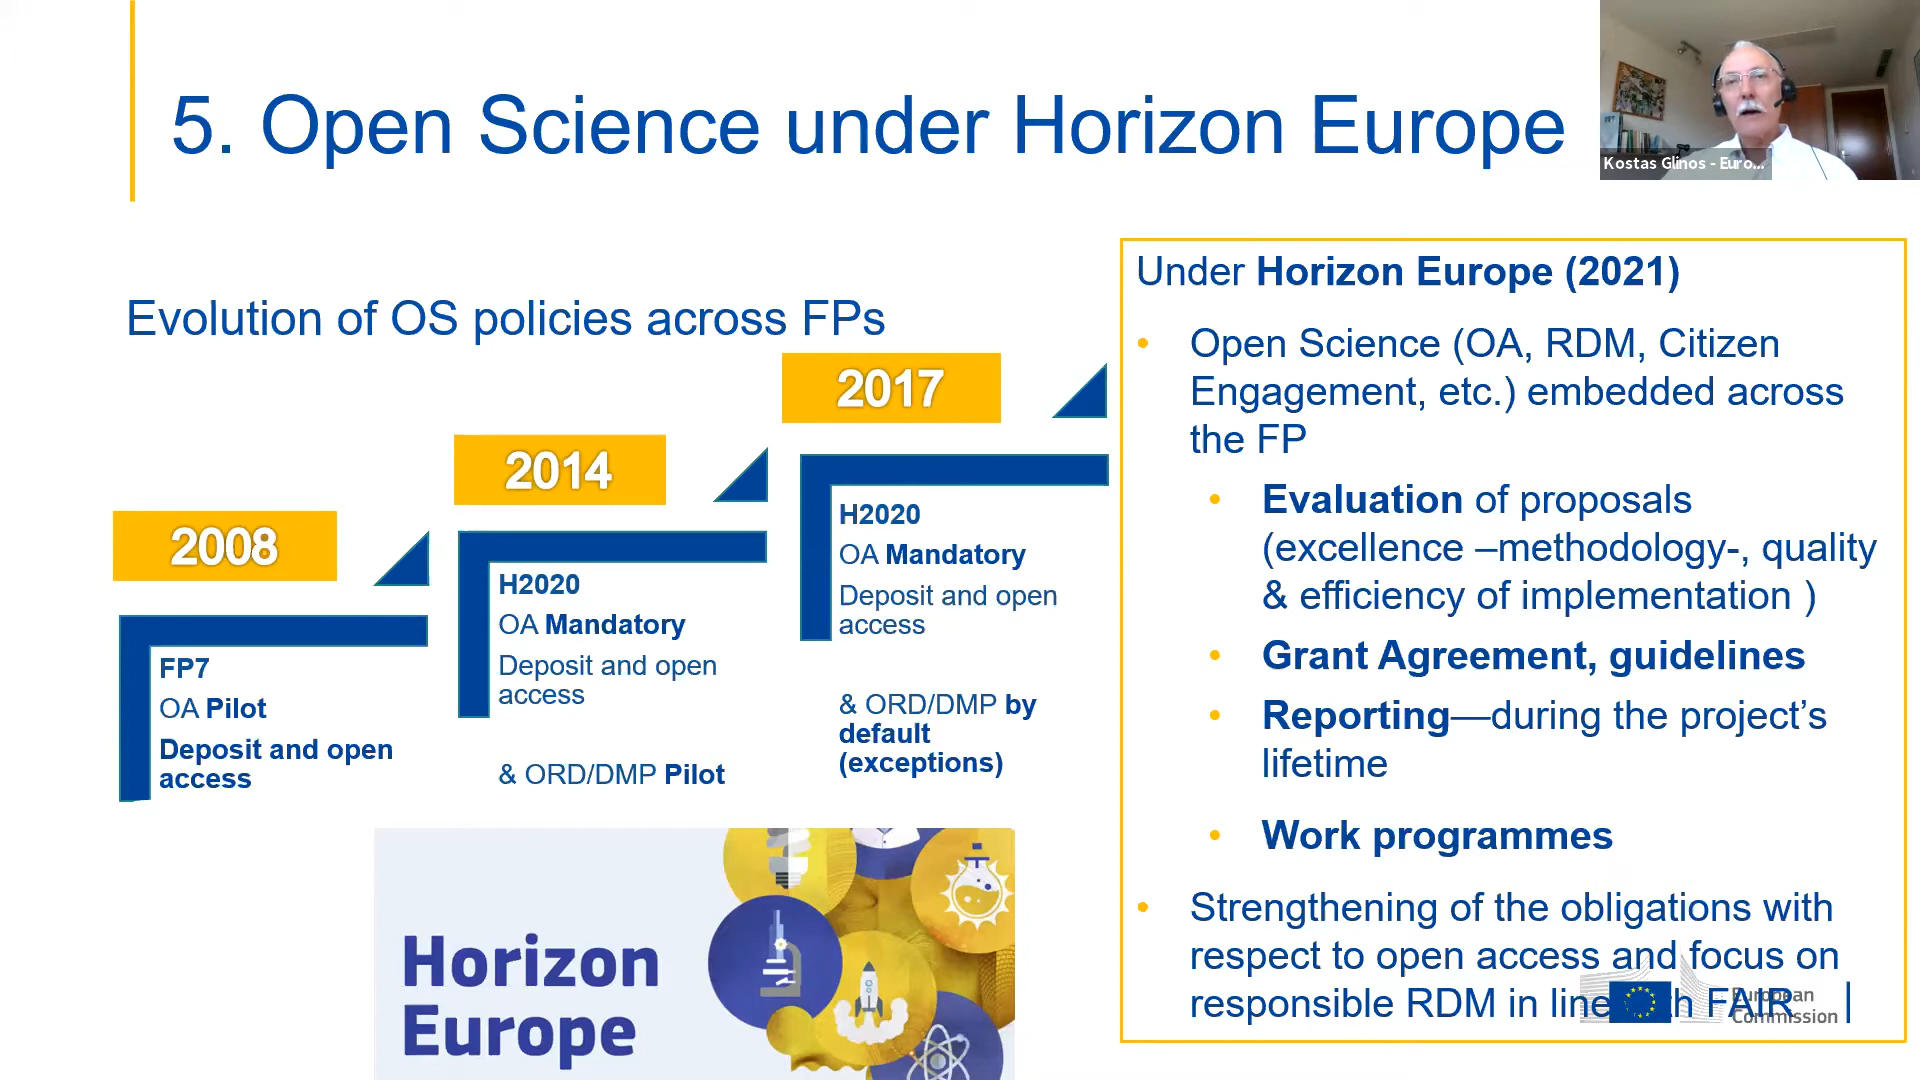 5. Open Science under Horizon Europe
Kostas Glinos - Euro...
Evolution of OS policies across FPs
2008
FP7
OA Pilot
Deposit and open
access
2014
H2020
OA Mandatory
Deposit and open
access
& ORD/DMP Pilot
2017
H2020
OA Mandatory
Deposit and open
access
& ORD/DMP by
default
(exceptions)
Horizon
Europe
Under Horizon Europe (2021)
• Open Science (OA, RDM, Citizen
Engagement, etc.) embedded across
the FP
• Evaluation of proposals
(excellence –methodology-, quality
& efficiency of implementation )
• Grant Agreement, guidelines
• Reporting—during the project’s
lifetime
• Work programmes
• Strengthening of the obligations with
respect to open access and focus on
responsible RDM in line with FAIR
European
Commission